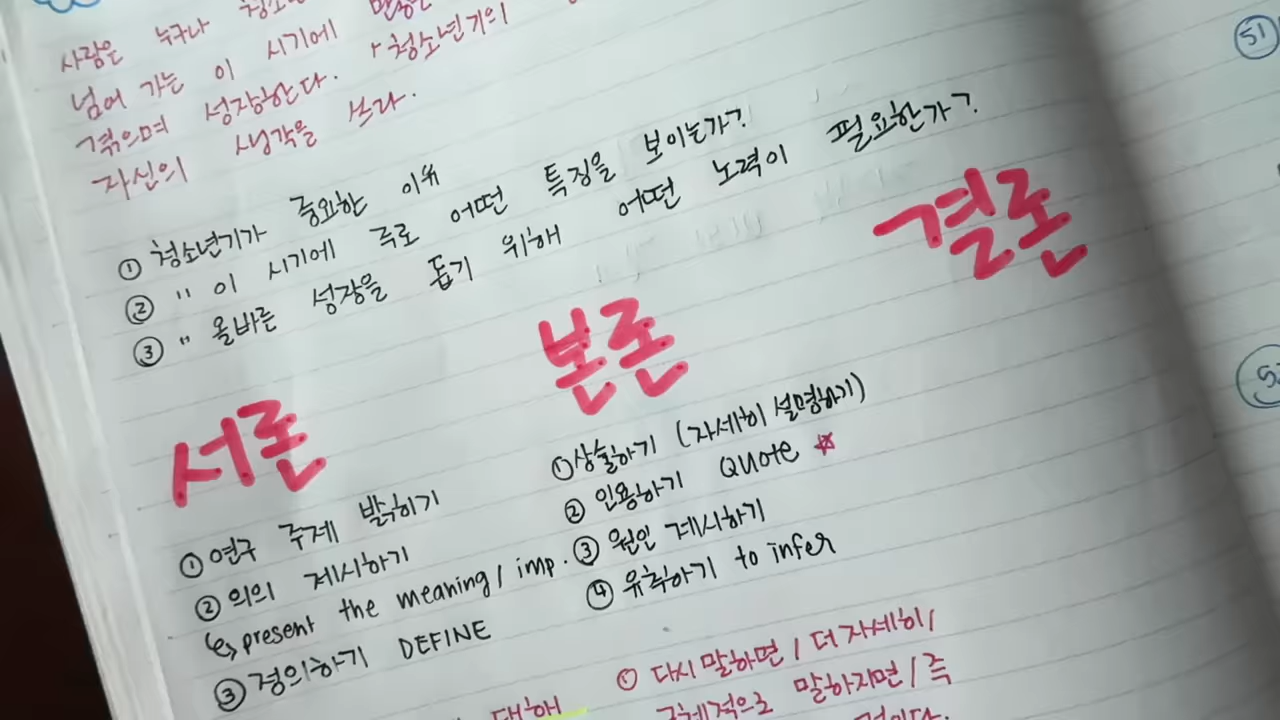 사람은 누구나
넘어 가는 이 시기에
겪으며 성장한다. 청소년기의
자신의 생각을 쓰라.
① 청소년기가 중요한 이유
② " 이 시기에 주로 어떤 특징을 보이는가?
③ " 올바른 성장을 돕기 위해 어떤 노력이 필요한가?
서론
① 연구 주제 밝히기
② 의의 제시하기
↳ present the meaning / imp.
③ 정의하기 DEFINE
본론
① 상술하기 (자세히 설명하기)
② 인용하기 Quote ☆
③ 원인 제시하기
④ 유추하기 to infer
결론
대해
① 다시 말하면 / 더 자세히 /
구체적으로 말하자면 / 즉
것이다.
51